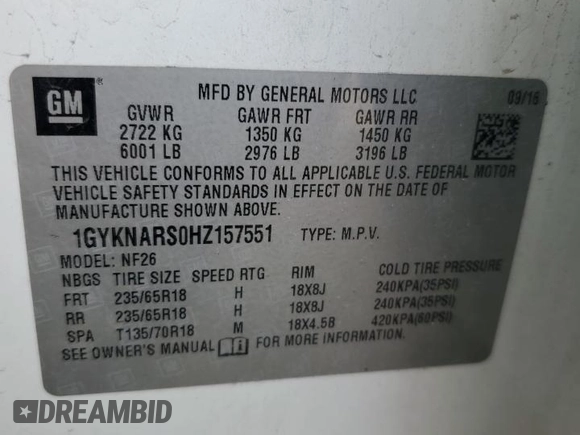 GM
®
MFD BY GENERAL MOTORS LLC 09/16
GVWR GAWR FRT GAWR RR
2722 KG 1350 KG 1450 KG
6001 LB 2976 LB 3196 LB
THIS VEHICLE CONFORMS TO ALL APPLICABLE U.S. FEDERAL MOTOR
VEHICLE SAFETY STANDARDS IN EFFECT ON THE DATE OF
MANUFACTURE SHOWN ABOVE.
1GYKNARS0HZ157551 TYPE: M.P.V.
MODEL: NF26
NBGS TIRE SIZE SPEED RTG RIM COLD TIRE PRESSURE
FRT 235/65R18 H 18X8J 240KPA(35PSI)
RR 235/65R18 H 18X8J 240KPA(35PSI)
SPA T135/70R18 M 18X4.5B 420KPA(60PSI)
SEE OWNER'S MANUAL FOR MORE INFORMATION
DREAMBID